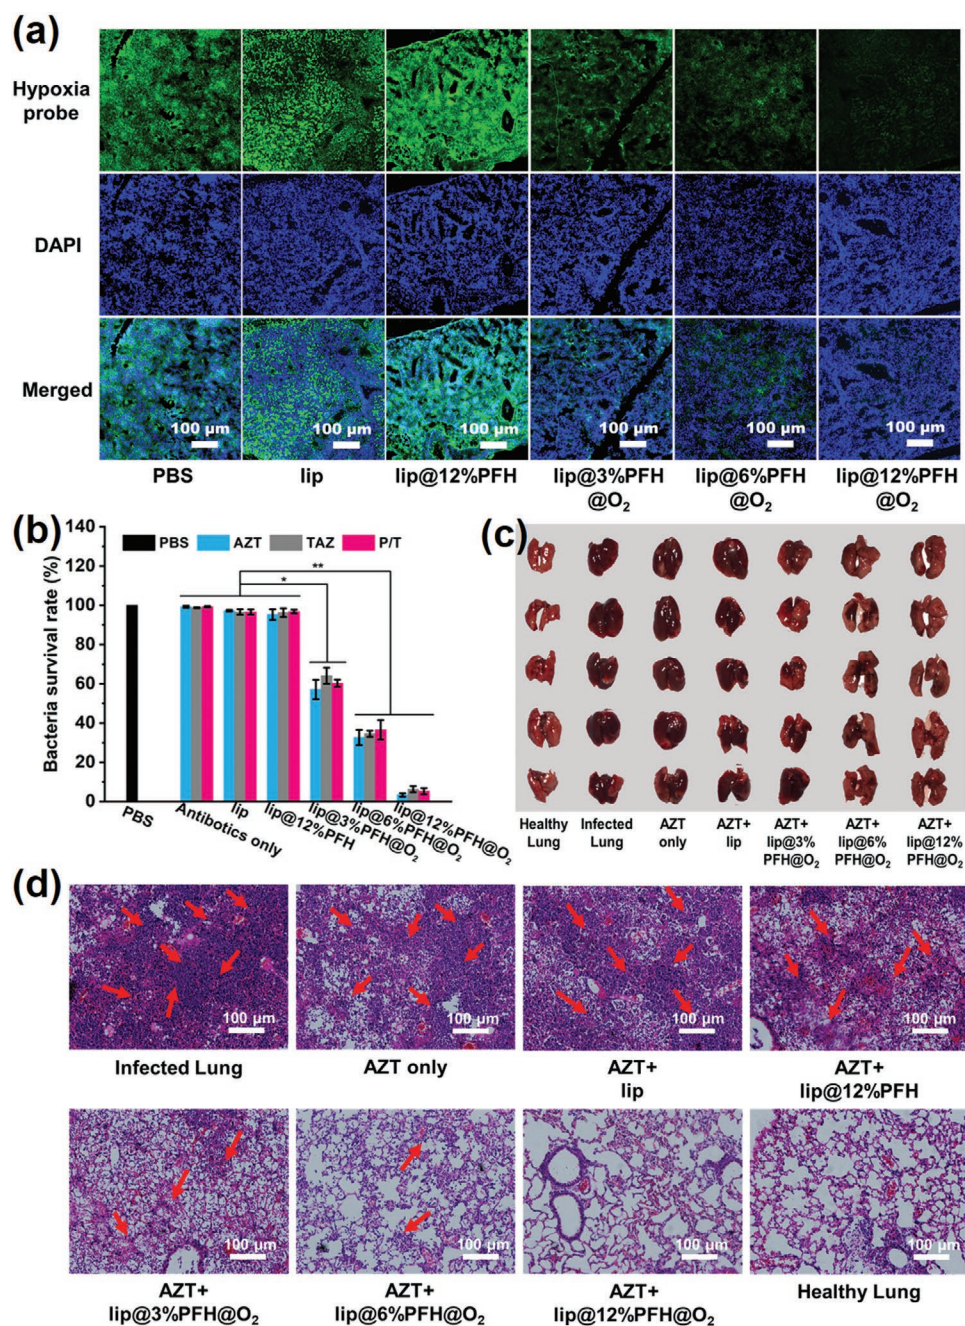 (a)
Hypoxia
probe
DAPI
Merged
100 µm
100 µm
100 µm
100 µm
100 µm
100 µm
PBS
lip
lip@12%PFH
lip@3%PFH
@O₂
lip@6%PFH
@O₂
lip@12%PFH
@O₂
(b)
Bacteria survival rate (%)
140
120
100
80
60
40
20
0
PBS
AZT
TAZ
P/T
*
**
PBS
Antibotics only
lip
lip@12%PFH
lip@3%PFH@O₂
lip@6%PFH@O₂
lip@12%PFH@O₂
(c)
Healthy
Lung
Infected
Lung
AZT
only
AZT+
lip
AZT+
lip@3%
PFH@O₂
AZT+
lip@6%
PFH@O₂
AZT+
lip@12%
PFH@O₂
(d)
100 µm
100 µm
100 µm
100 µm
Infected Lung
AZT only
AZT+
lip
AZT+
lip@12%PFH
100 µm
100 µm
100 µm
100 µm
AZT+
lip@3%PFH@O₂
AZT+
lip@6%PFH@O₂
AZT+
lip@12%PFH@O₂
Healthy Lung